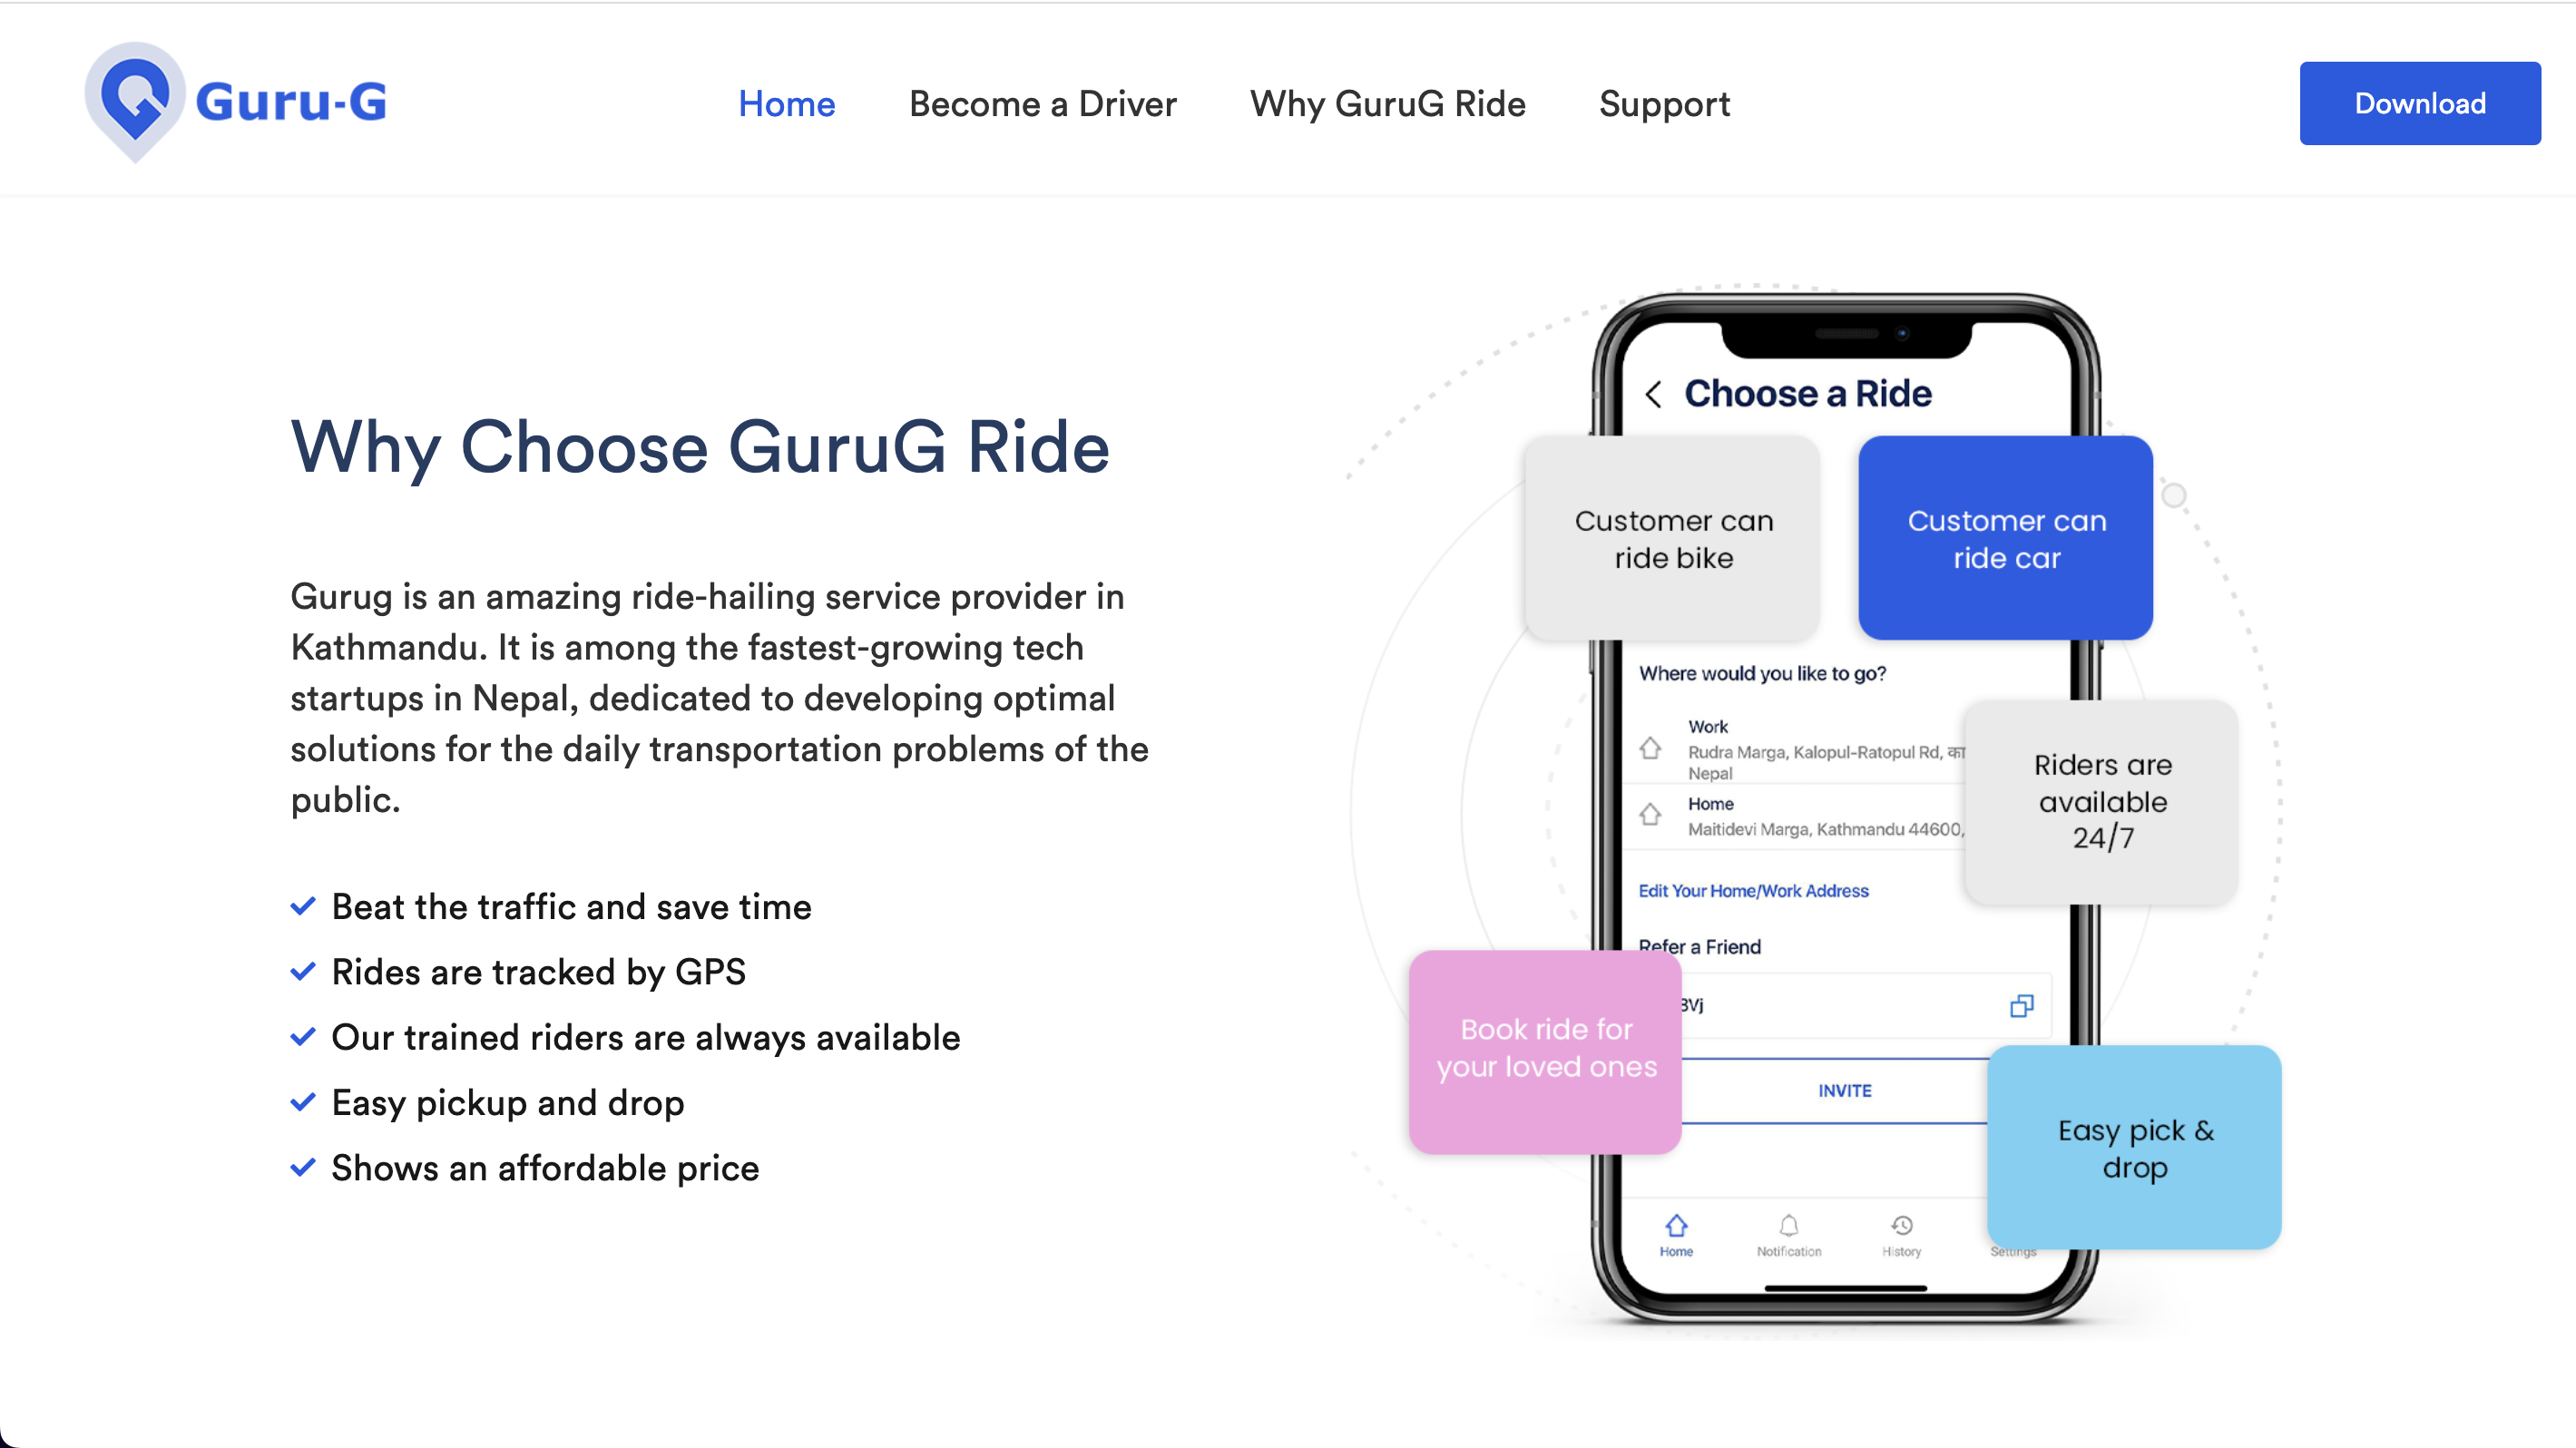 Guru-G
Home
Become a Driver
Why GuruG Ride
Support
Download
Why Choose GuruG Ride
Gurug is an amazing ride-hailing service provider in
Kathmandu. It is among the fastest-growing tech
startups in Nepal, dedicated to developing optimal
solutions for the daily transportation problems of the
public.
Beat the traffic and save time
Rides are tracked by GPS
Our trained riders are always available
Easy pickup and drop
Shows an affordable price
Choose a Ride
Customer can
ride bike
Customer can
ride car
Where would you like to go?
Work
Rudra Marga, Kalopul-Ratopul Rd, का
Nepal
Home
Maitidevi Marga, Kathmandu 44600,
Riders are
available
24/7
Edit Your Home/Work Address
Refer a Friend
Vj
Book ride for
your loved ones
INVITE
Easy pick &
drop
Home
Notification
History
Settings